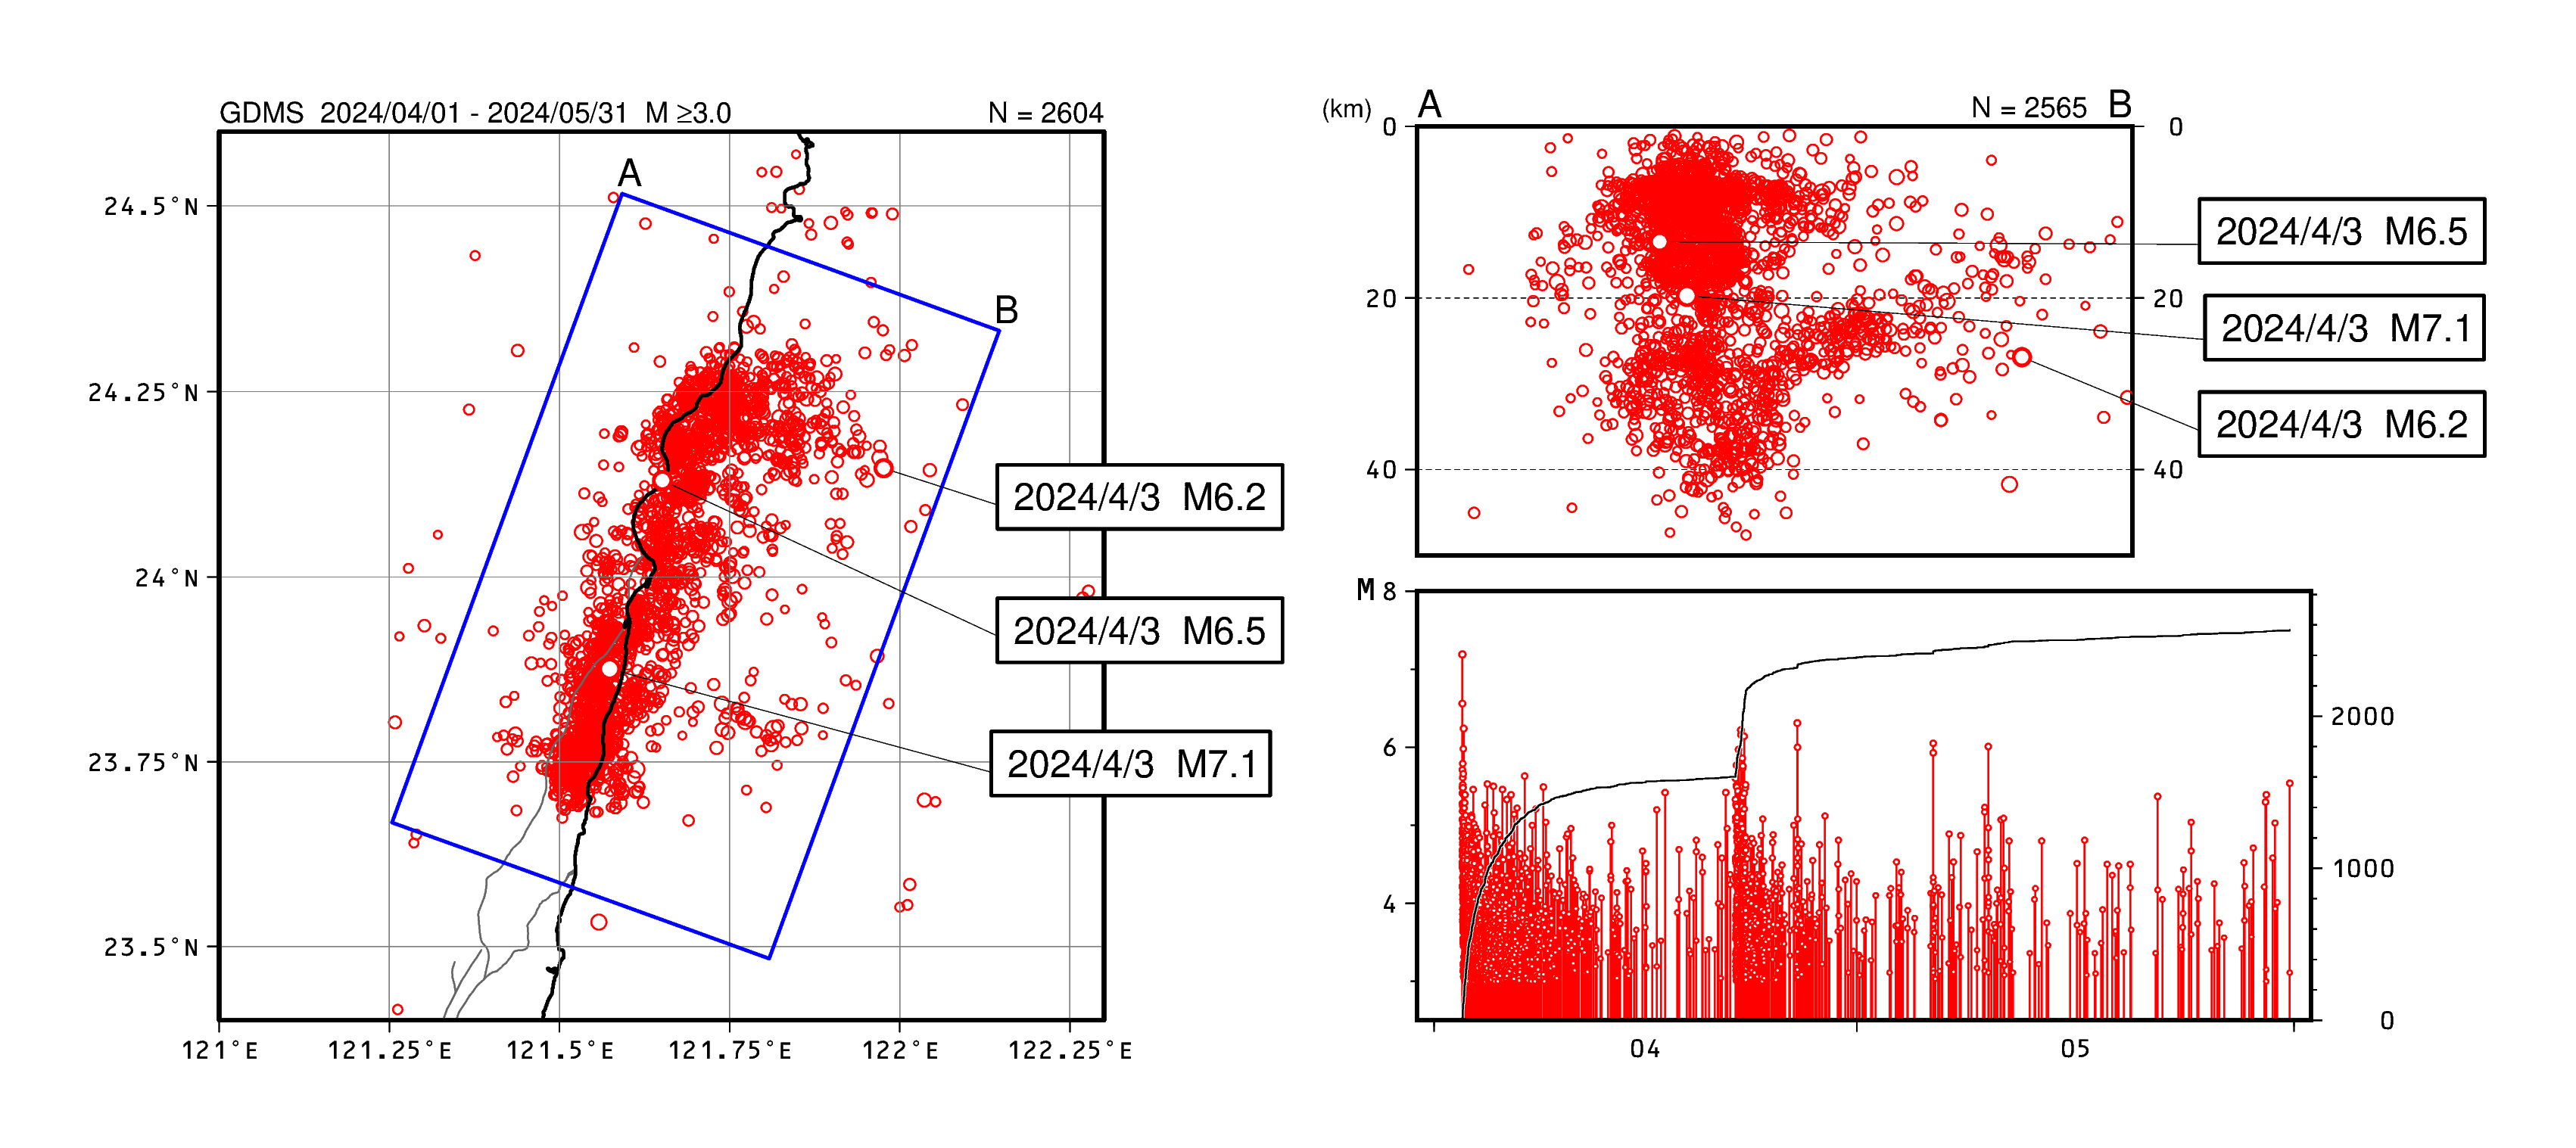 GDMS 2024/04/01 - 2024/05/31 M ≥3.0 N = 2604
A
B
24.5°N
24.25°N
24°N
23.75°N
23.5°N
121°E 121.25°E 121.5°E 121.75°E 122°E 122.25°E
2024/4/3 M6.2
2024/4/3 M6.5
2024/4/3 M7.1
(km) A N = 2565 B
0 0
20 20
40 40
2024/4/3 M6.5
2024/4/3 M7.1
2024/4/3 M6.2
M 8
6
4
2000
1000
0
04 05